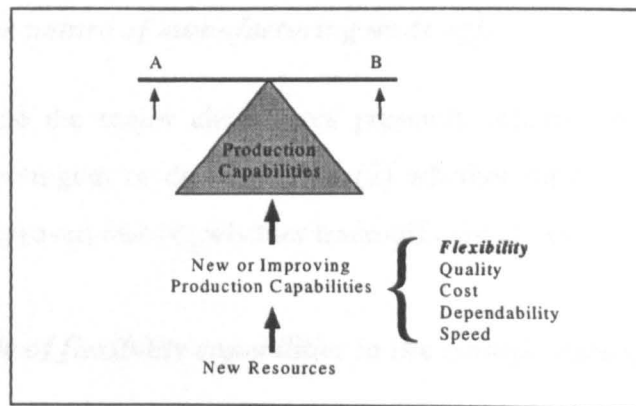 A B
Production
Capabilities
New or Improving
Production Capabilities
Flexibility
Quality
Cost
Dependability
Speed
New Resources